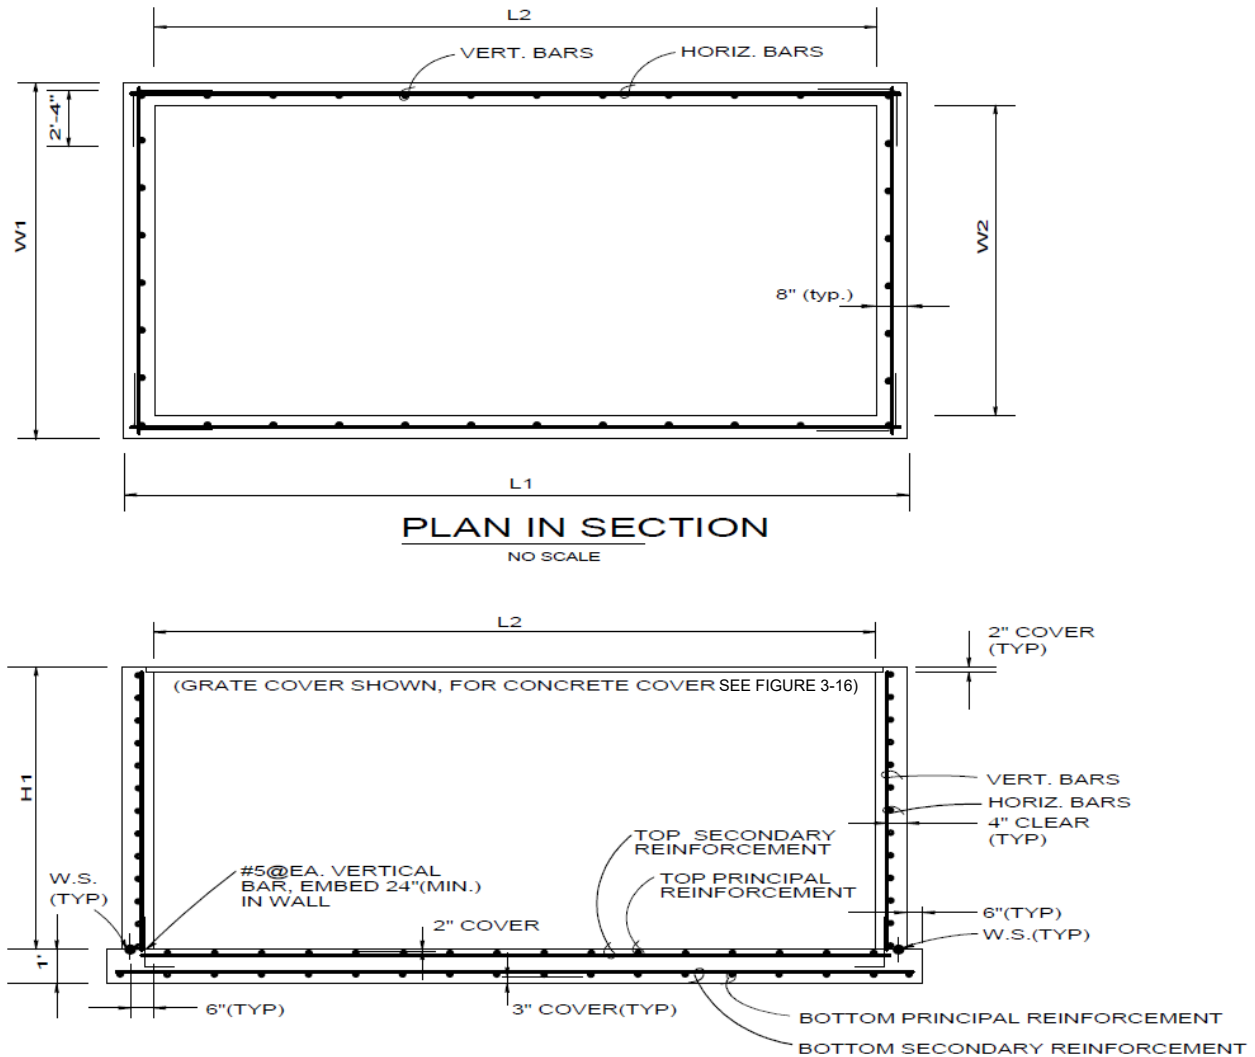 L2
VERT. BARS
HORIZ. BARS
2'-4"
W1
W2
8" (typ.)
L1
PLAN IN SECTION
NO SCALE
L2
2" COVER
(TYP)
(GRATE COVER SHOWN, FOR CONCRETE COVER SEE FIGURE 3-16)
H1
VERT. BARS
HORIZ. BARS
4" CLEAR
(TYP)
TOP SECONDARY
REINFORCEMENT
TOP PRINCIPAL
REINFORCEMENT
#5@EA. VERTICAL
BAR, EMBED 24"(MIN.)
IN WALL
W.S.
(TYP)
2" COVER
6"(TYP)
W.S.(TYP)
1'
6"(TYP)
3" COVER(TYP)
BOTTOM PRINCIPAL REINFORCEMENT
BOTTOM SECONDARY REINFORCEMENT